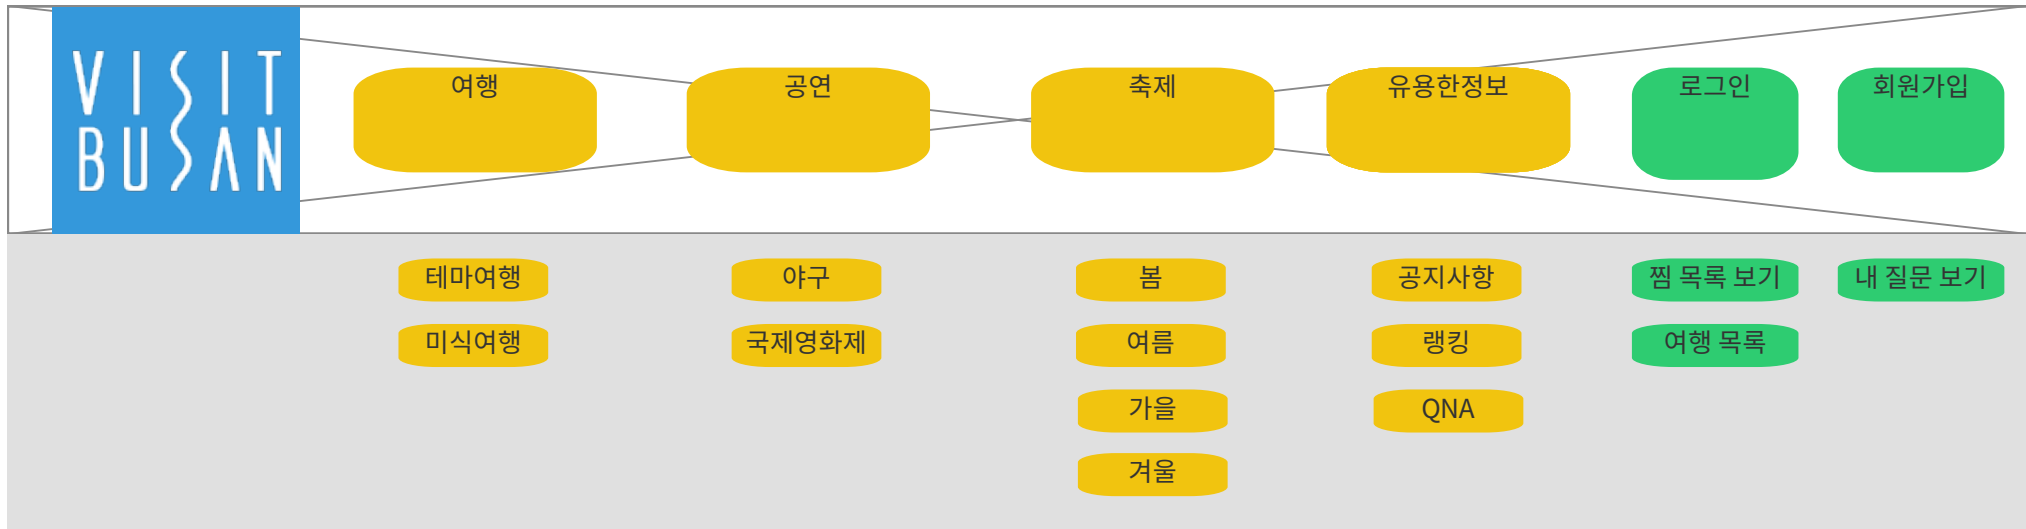 VISIT
BUSAN
여행
공연
축제
유용한정보
로그인
회원가입
테마여행
야구
봄
공지사항
찜 목록 보기
내 질문 보기
미식여행
국제영화제
여름
랭킹
여행 목록
가을
QNA
겨울